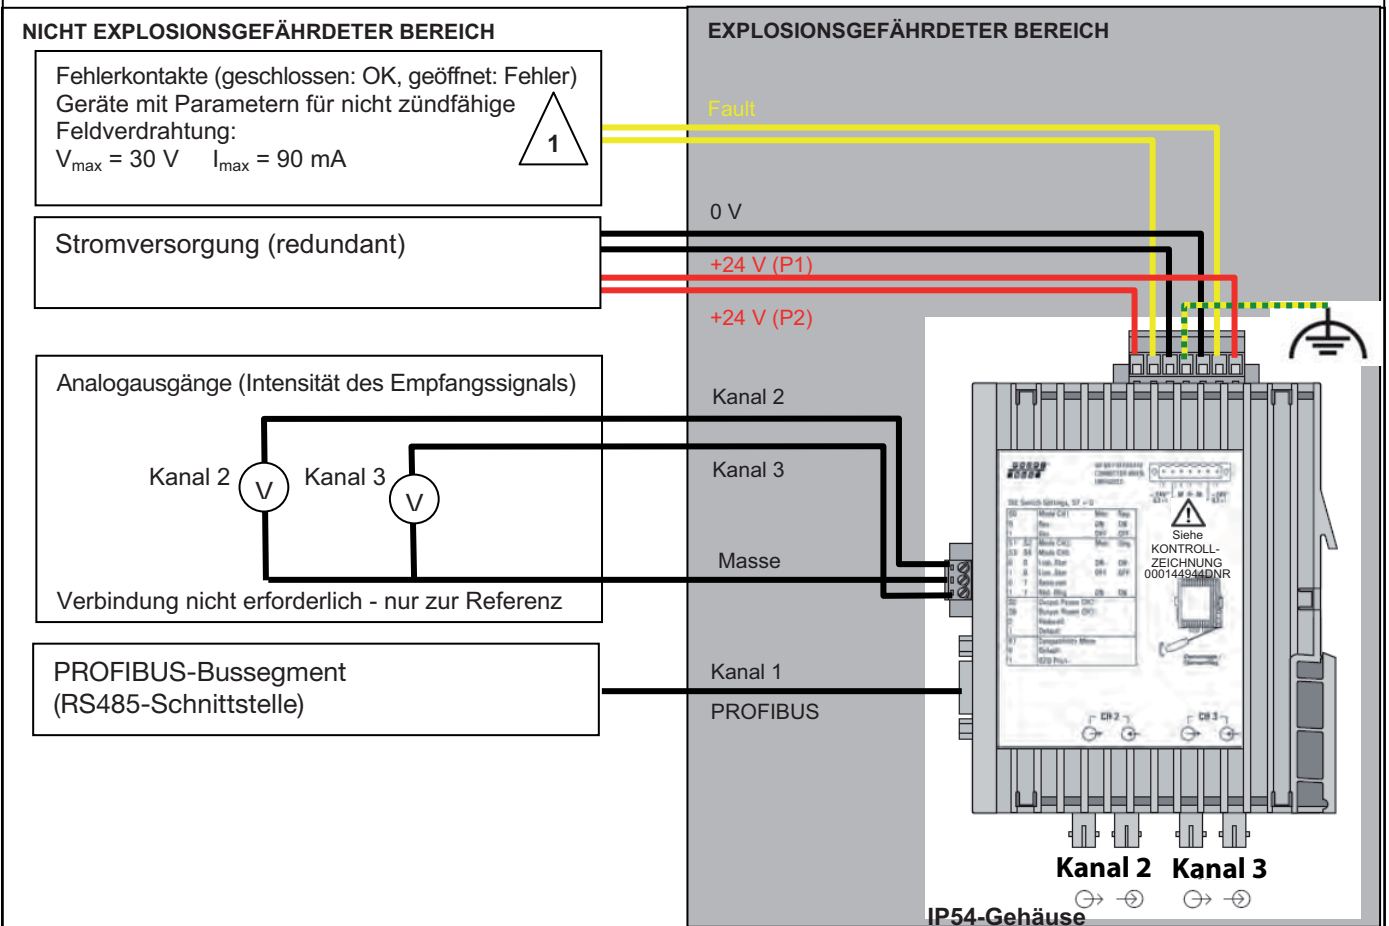 NICHT EXPLOSIONSGEFÄHRDETER BEREICH
EXPLOSIONSGEFÄHRDETER BEREICH
Fehlerkontakte (geschlossen: OK, geöffnet: Fehler)
Geräte mit Parametern für nicht zündfähige
Feldverdrahtung:
Vmax = 30 V Imax = 90 mA
1
Fault
Stromversorgung (redundant)
0 V
+24 V (P1)
+24 V (P2)
Analogausgänge (Intensität des Empfangssignals)
Kanal 2
V
Kanal 3
V
Verbindung nicht erforderlich - nur zur Referenz
Kanal 2
Kanal 3
Masse
PROFIBUS-Bussegment
(RS485-Schnittstelle)
Kanal 1
PROFIBUS
Siehe
KONTROLL-
ZEICHNUNG
000144944DNR
CH 2
CH 3
Kanal 2 Kanal 3
IP54-Gehäuse